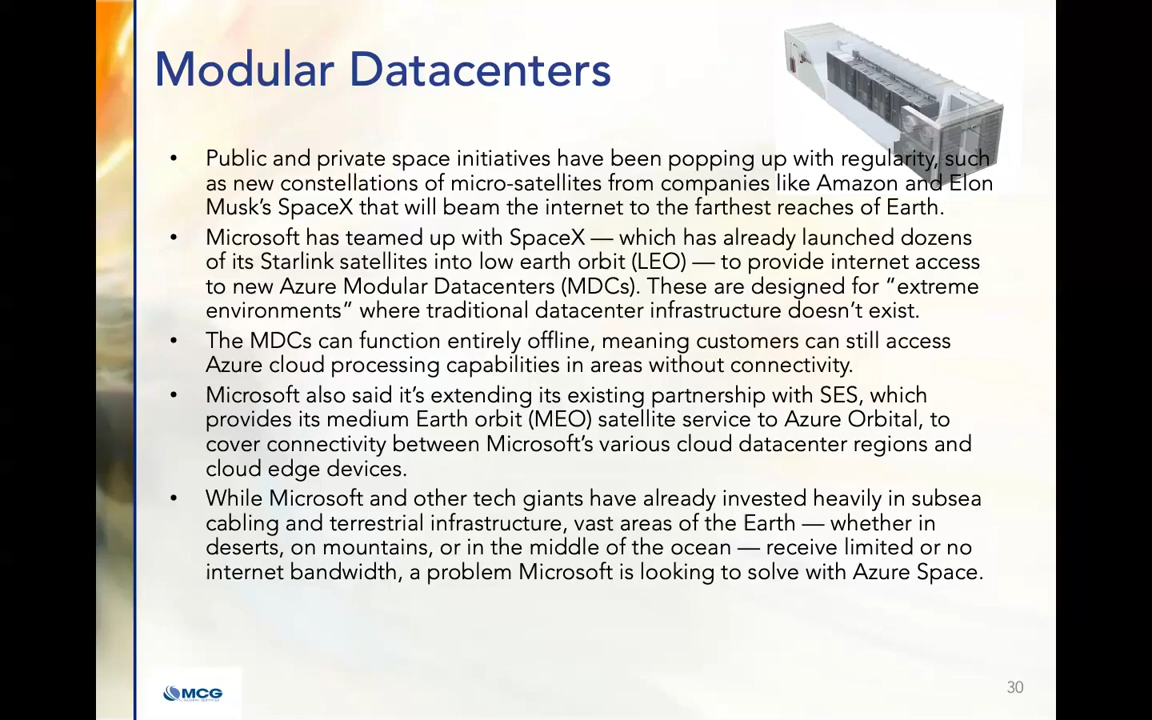 Modular Datacenters
• Public and private space initiatives have been popping up with regularity, such
as new constellations of micro-satellites from companies like Amazon and Elon
Musk’s SpaceX that will beam the internet to the farthest reaches of Earth.
• Microsoft has teamed up with SpaceX — which has already launched dozens
of its Starlink satellites into low earth orbit (LEO) — to provide internet access
to new Azure Modular Datacenters (MDCs). These are designed for “extreme
environments” where traditional datacenter infrastructure doesn’t exist.
• The MDCs can function entirely offline, meaning customers can still access
Azure cloud processing capabilities in areas without connectivity.
• Microsoft also said it’s extending its existing partnership with SES, which
provides its medium Earth orbit (MEO) satellite service to Azure Orbital, to
cover connectivity between Microsoft’s various cloud datacenter regions and
cloud edge devices.
• While Microsoft and other tech giants have already invested heavily in subsea
cabling and terrestrial infrastructure, vast areas of the Earth — whether in
deserts, on mountains, or in the middle of the ocean — receive limited or no
internet bandwidth, a problem Microsoft is looking to solve with Azure Space.
MCG
30